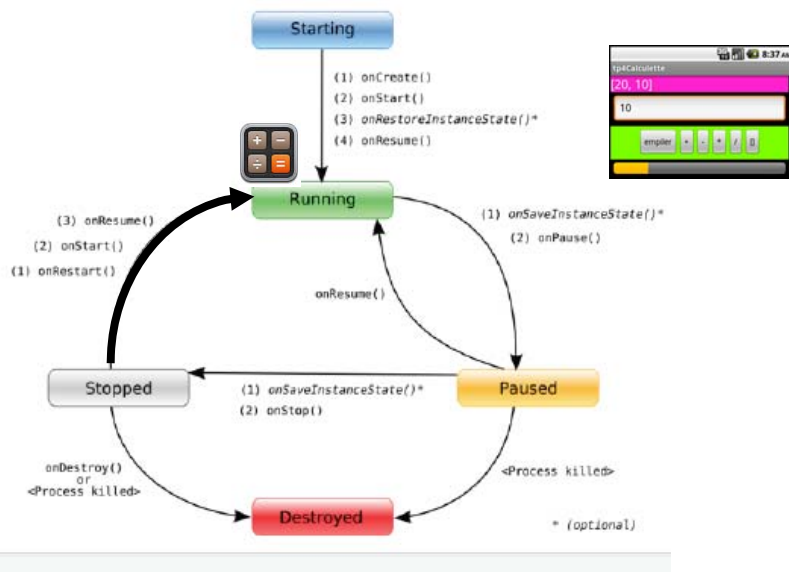 Starting
(1) onCreate()
(2) onStart()
(3) onRestoreInstanceState()*
(4) onResume()
8:37 AM
tp4Calculette
[20, 10]
10
empiler + - * / []
+ −
÷ =
Running
(3) onResume()
(2) onStart()
(1) onRestart()
(1) onSaveInstanceState()*
(2) onPause()
onResume()
Stopped
(1) onSaveInstanceState()*
(2) onStop()
Paused
onDestroy()
or
<Process killed>
<Process killed>
Destroyed
* (optional)